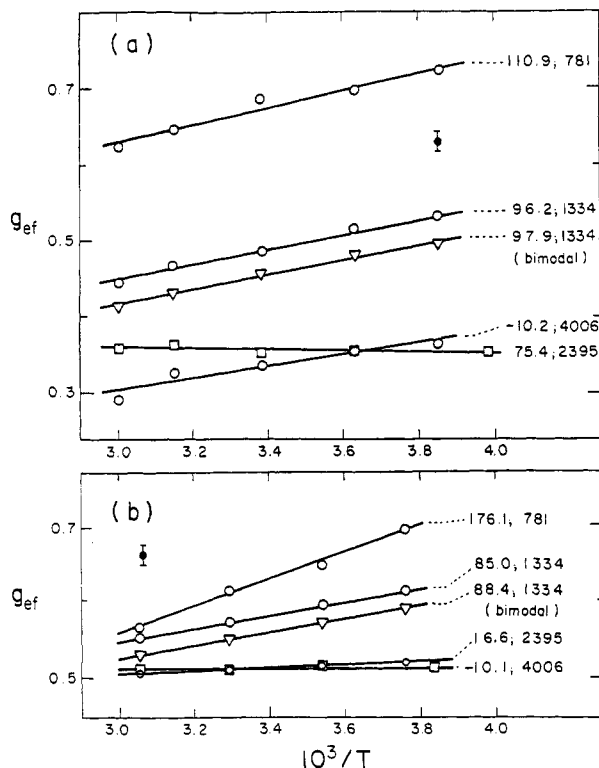 (a)
0.7
0.5
0.3
gef
110.9; 781
96.2; 1334
97.9; 1334
(bimodal)
-10.2; 4006
75.4; 2395
3.0 3.2 3.4 3.6 3.8 4.0
(b)
0.7
0.5
gef
176.1; 781
85.0; 1334
88.4; 1334
(bimodal)
16.6; 2395
-10.1; 4006
3.0 3.2 3.4 3.6 3.8 4.0
10³/T